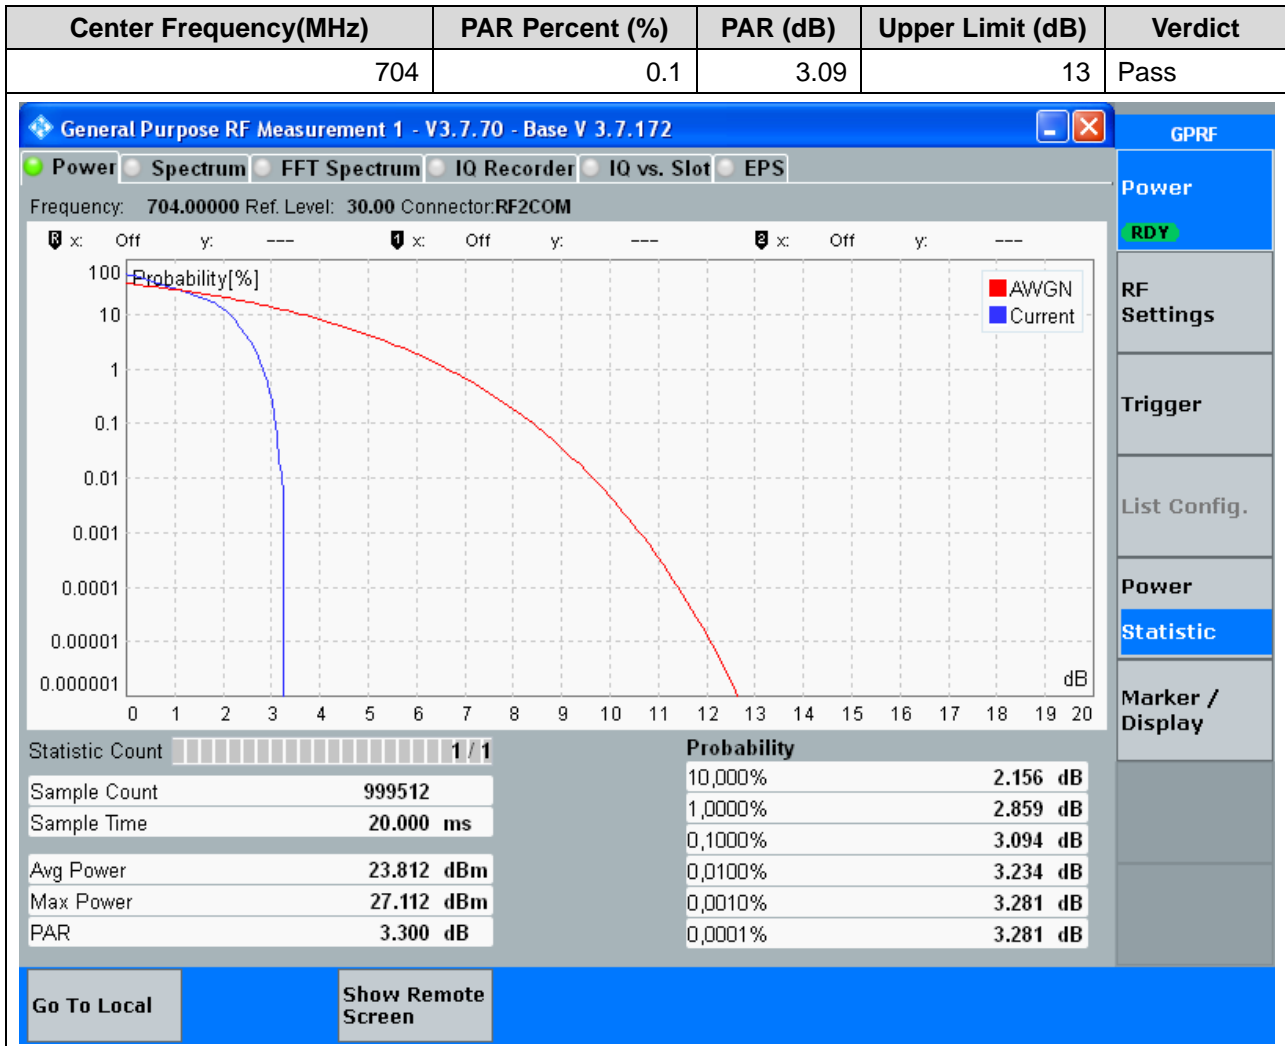 Center Frequency(MHz) PAR Percent (%) PAR (dB) Upper Limit (dB) Verdict
704 0.1 3.09 13 Pass
General Purpose RF Measurement 1 - V3.7.70 - Base V 3.7.172
GPRF
Power Spectrum FFT Spectrum IQ Recorder IQ vs. Slot EPS
Power
RDY
Frequency: 704.00000 Ref. Level: 30.00 Connector:RF2COM
R x: Off y: --- 1 x: Off y: --- 2 x: Off y: ---
Probability[%]
AWGN
Current
100
10
1
0.1
0.01
0.001
0.0001
0.00001
0.000001
dB
0 1 2 3 4 5 6 7 8 9 10 11 12 13 14 15 16 17 18 19 20
RF
Settings
Trigger
List Config.
Power
Statistic
Marker /
Display
Statistic Count 1 / 1
Sample Count 999512
Sample Time 20.000 ms
Avg Power 23.812 dBm
Max Power 27.112 dBm
PAR 3.300 dB
Probability
10,000% 2.156 dB
1,0000% 2.859 dB
0,1000% 3.094 dB
0,0100% 3.234 dB
0,0010% 3.281 dB
0,0001% 3.281 dB
Go To Local
Show Remote
Screen